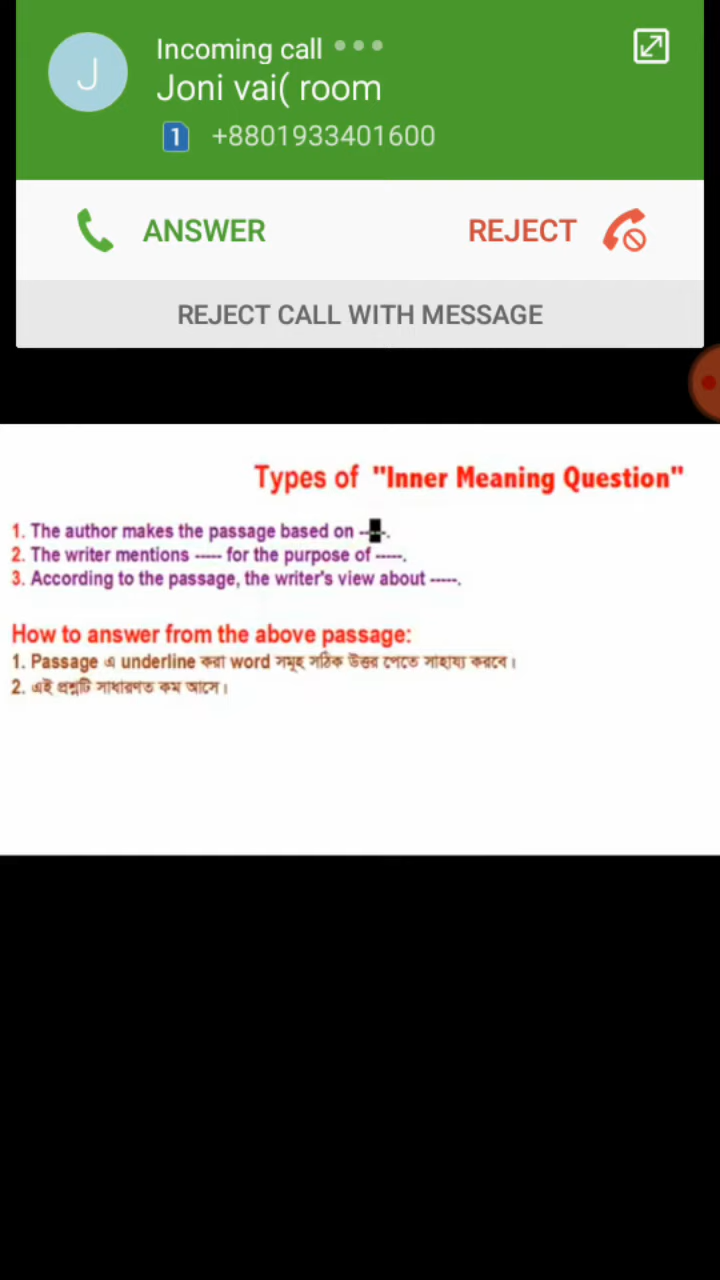 J
Incoming call
Joni vai( room
1 +8801933401600
ANSWER REJECT
REJECT CALL WITH MESSAGE
Types of "Inner Meaning Question"
1. The author makes the passage based on -----.
2. The writer mentions ----- for the purpose of -----.
3. According to the passage, the writer's view about -----.
How to answer from the above passage:
1. Passage এ underline করা word সমূহ সঠিক উত্তর পেতে সাহায্য করবে।
2. এই প্রশ্নটি সাধারণত কম আসে।